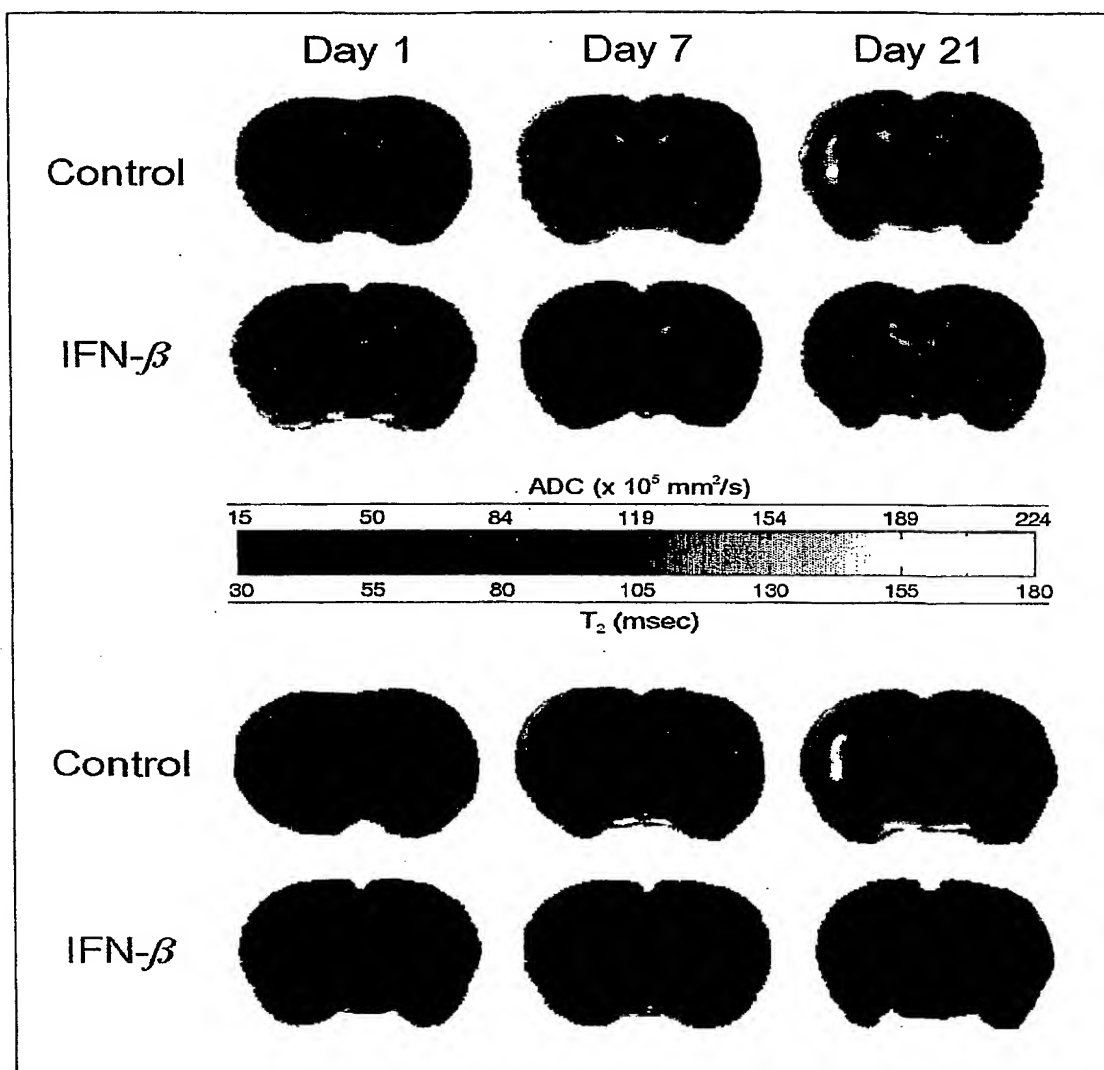 Day 1 Day 7 Day 21
Control
IFN-β
ADC (x 10⁵ mm²/s)
15 50 84 119 154 189 224
30 55 80 105 130 155 180
T₂ (msec)
Control
IFN-β